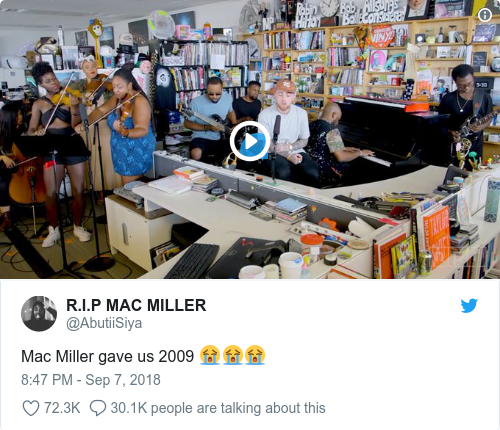 R.I.P MAC MILLER
@AbutiiSiya
Mac Miller gave us 2009 😭😭😭
8:47 PM - Sep 7, 2018
72.3K 30.1K people are talking about this